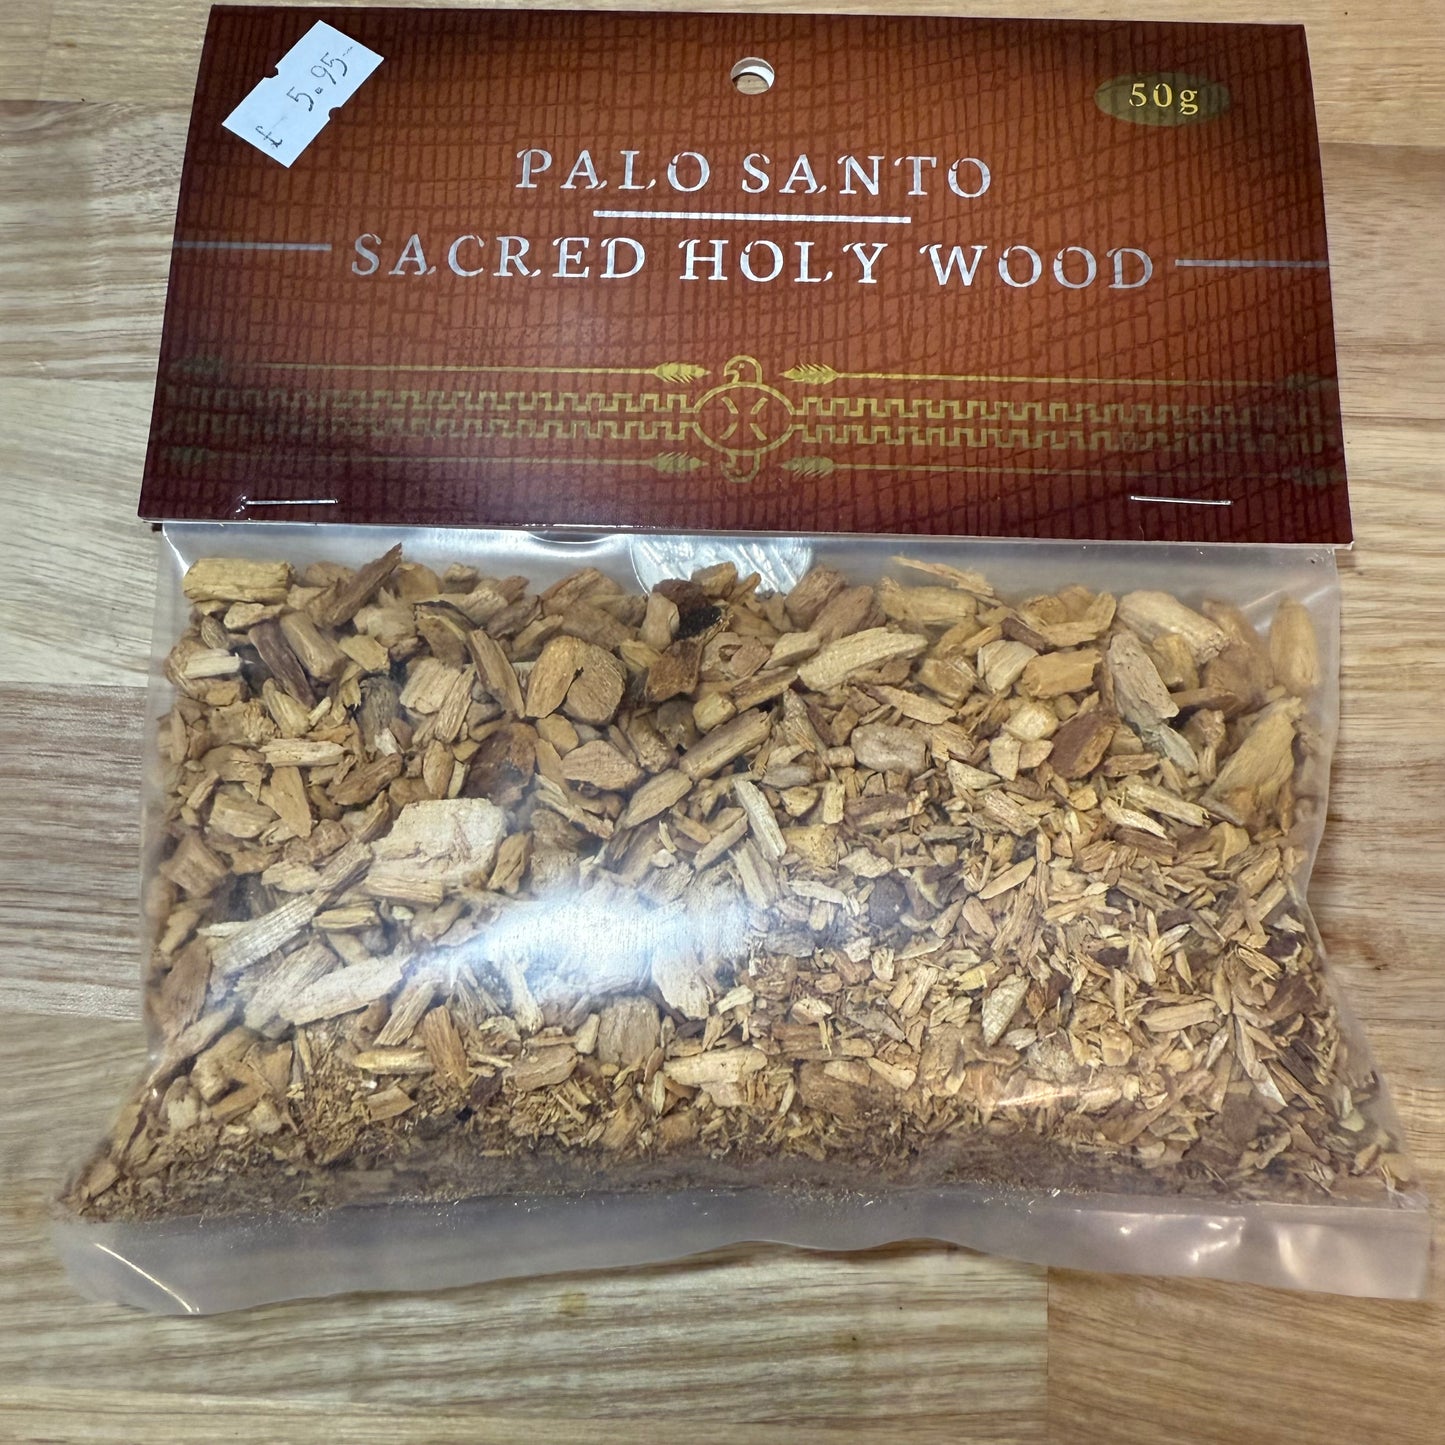 £ 5.95
50g
PALO SANTO
SACRED HOLY WOOD